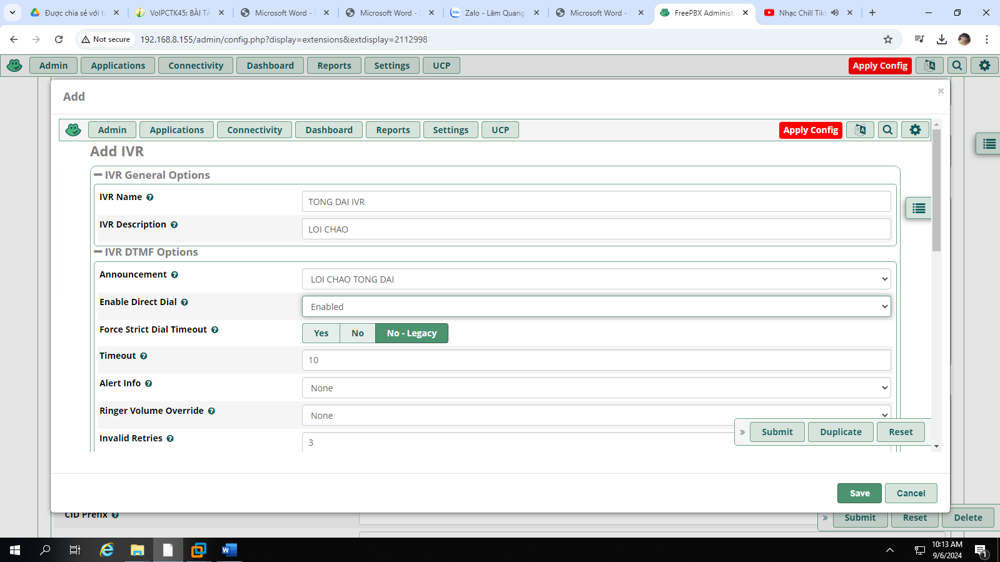 Được chia sẻ với t
VoIPCTK45: BÀI TẬ
Microsoft Word -
Microsoft Word -
Zalo - Lâm Quang
Microsoft Word -
FreePBX Administ
Nhạc Chill Tikt
Not secure
192.168.8.155/admin/config.php?display=extensions&extdisplay=2112998
Admin
Applications
Connectivity
Dashboard
Reports
Settings
UCP
Apply Config
Add
Admin
Applications
Connectivity
Dashboard
Reports
Settings
UCP
Apply Config
Add IVR
IVR General Options
IVR Name
TONG DAI IVR
IVR Description
LOI CHAO
IVR DTMF Options
Announcement
LOI CHAO TONG DAI
Enable Direct Dial
Enabled
Force Strict Dial Timeout
Yes
No
No - Legacy
Timeout
10
Alert Info
None
Ringer Volume Override
None
Invalid Retries
3
Submit
Duplicate
Reset
Save
Cancel
CID Prefix
Submit
Reset
Delete
10:13 AM
9/6/2024
1